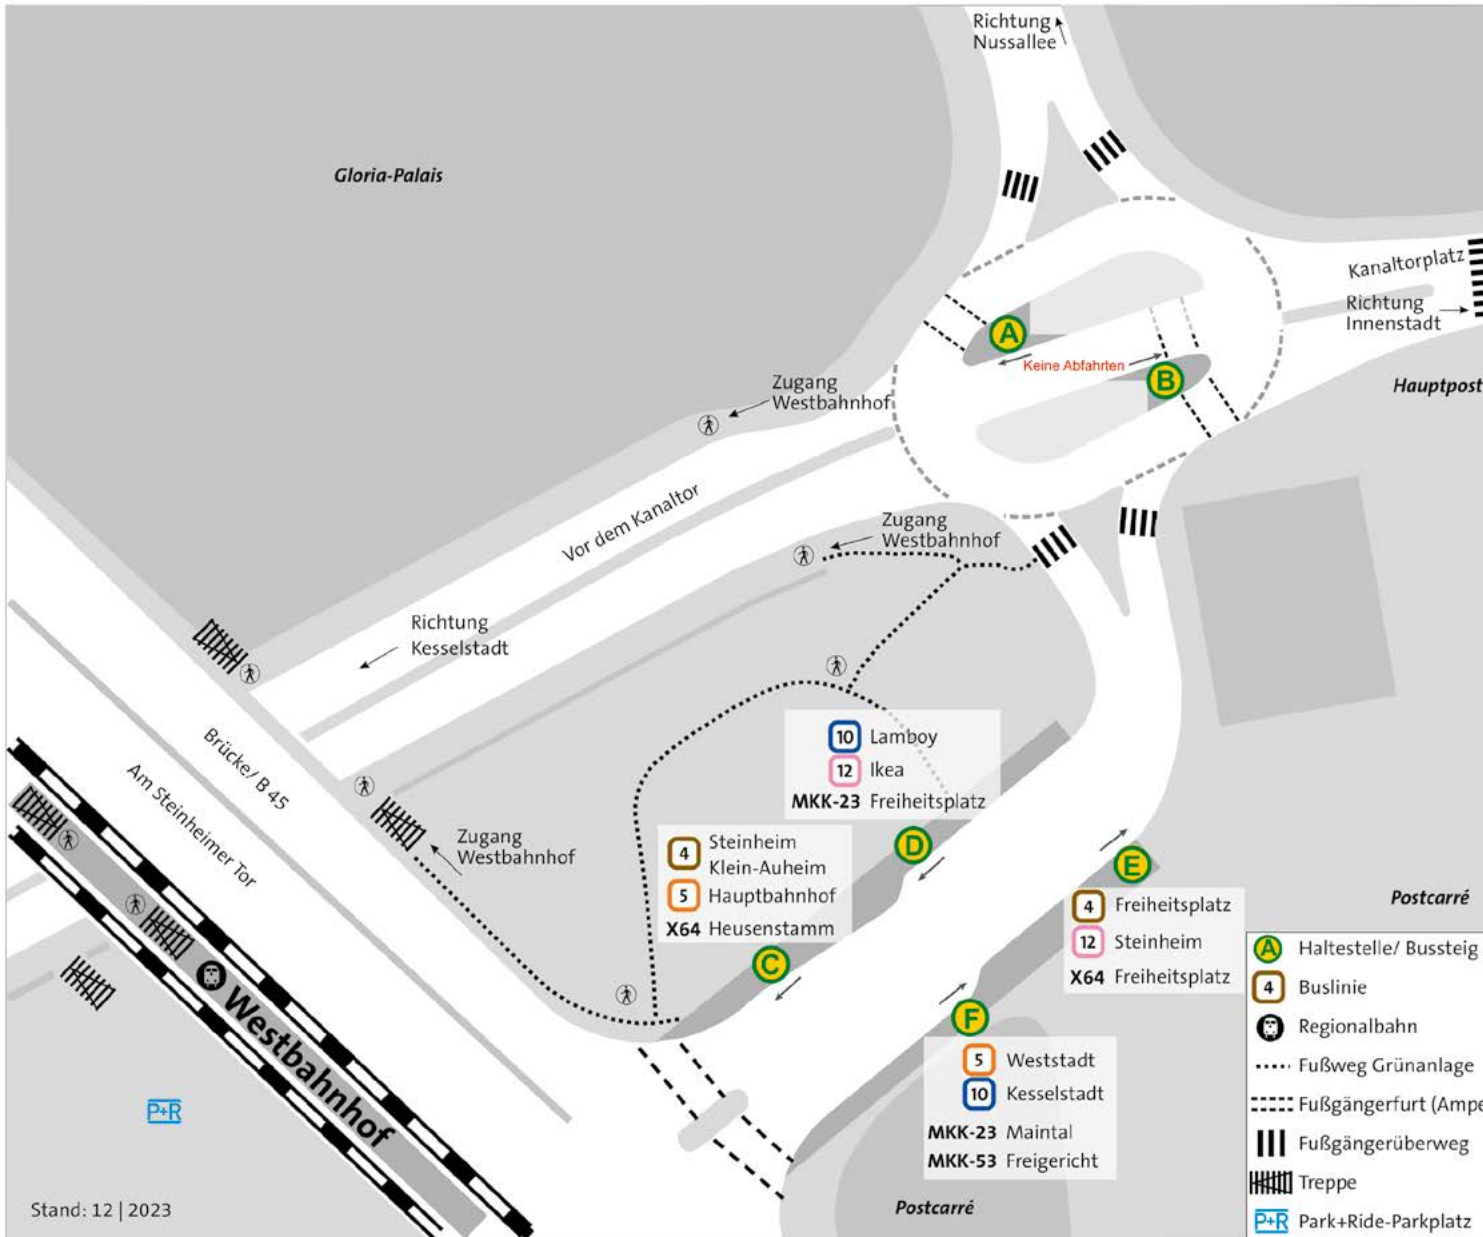 Richtung
Nussallee
Gloria-Palais
Kanaltorplatz
Richtung
Innenstadt
A
Keine Abfahrten
B
Hauptpost
Zugang
Westbahnhof
Vor dem Kanaltor
Zugang
Westbahnhof
Richtung
Kesselstadt
Brücke/ B 45
Am Steinheimer Tor
Zugang
Westbahnhof
10 Lamboy
12 Ikea
MKK-23 Freiheitsplatz
D
4 Steinheim
Klein-Auheim
5 Hauptbahnhof
X64 Heusenstamm
C
E
4 Freiheitsplatz
12 Steinheim
X64 Freiheitsplatz
F
5 Weststadt
10 Kesselstadt
MKK-23 Maintal
MKK-53 Freigericht
Postcarré
Westbahnhof
P+R
Postcarré
Stand: 12 | 2023
A Haltestelle/ Bussteig
4 Buslinie
Regionalbahn
Fußweg Grünanlage
Fußgängerfurt (Ampe
Fußgängerüberweg
Treppe
P+R Park+Ride-Parkplatz